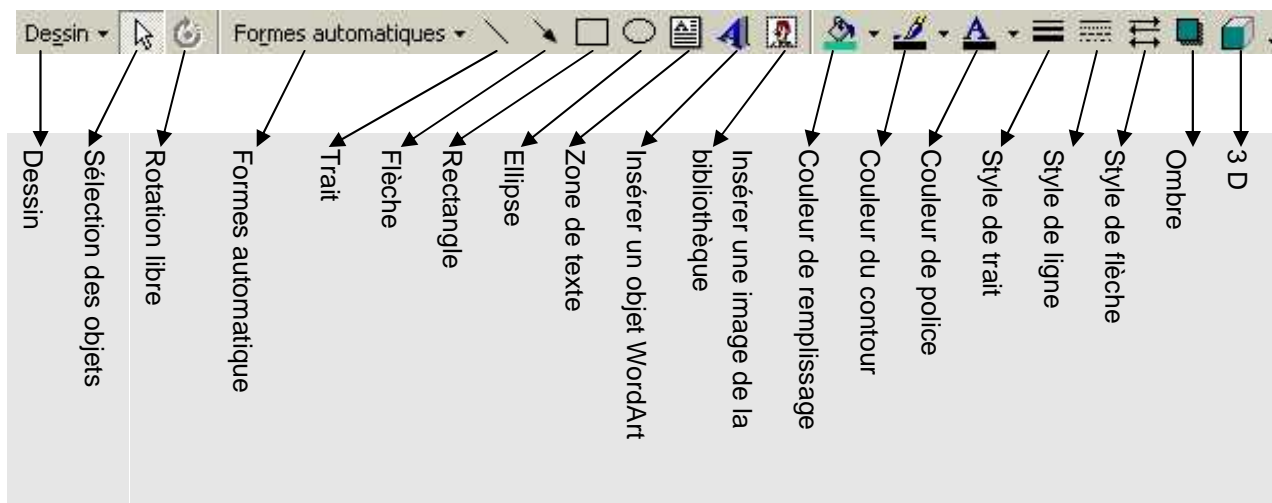 Dessin
Formes automatiques
Dessin
Sélection des objets
Rotation libre
Formes automatique
Trait
Flèche
Rectangle
Ellipse
Zone de texte
Insérer un objet WordArt
Insérer une image de la
bibliothèque
Couleur de remplissage
Couleur du contour
Couleur de police
Style de trait
Style de ligne
Style de flèche
Ombre
3 D